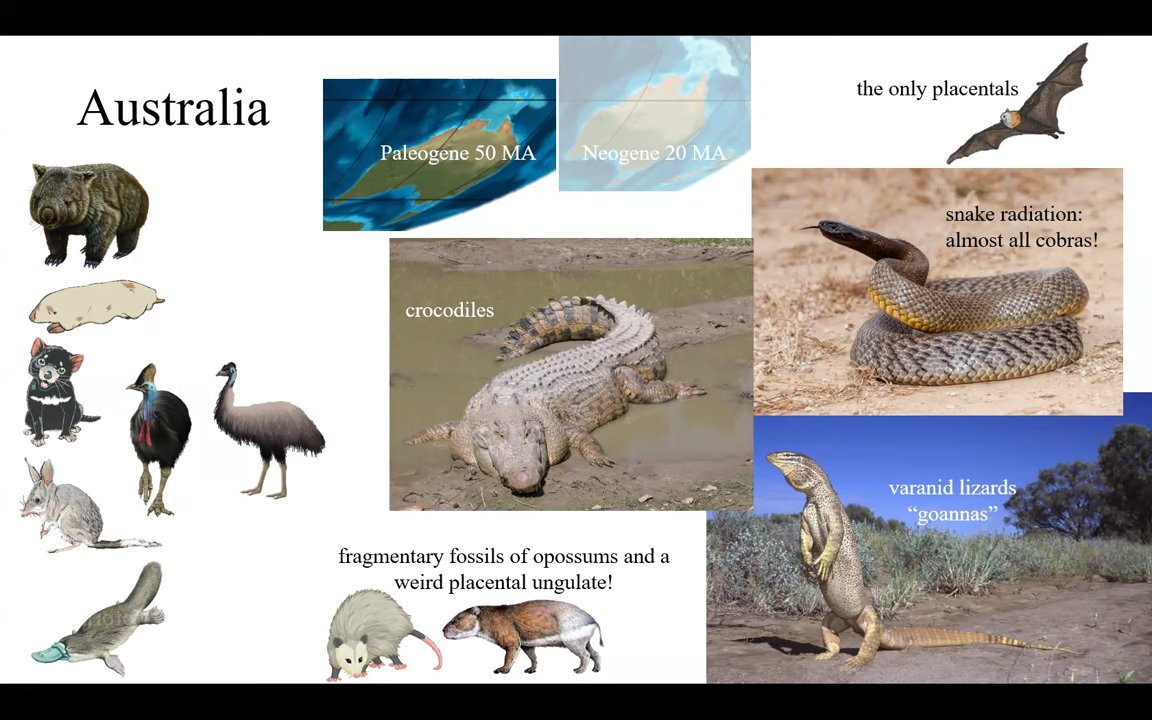 Australia
Paleogene 50 MA
Neogene 20 MA
the only placentals
snake radiation:
almost all cobras!
crocodiles
varanid lizards
“goannas”
fragmentary fossils of opossums and a
weird placental ungulate!